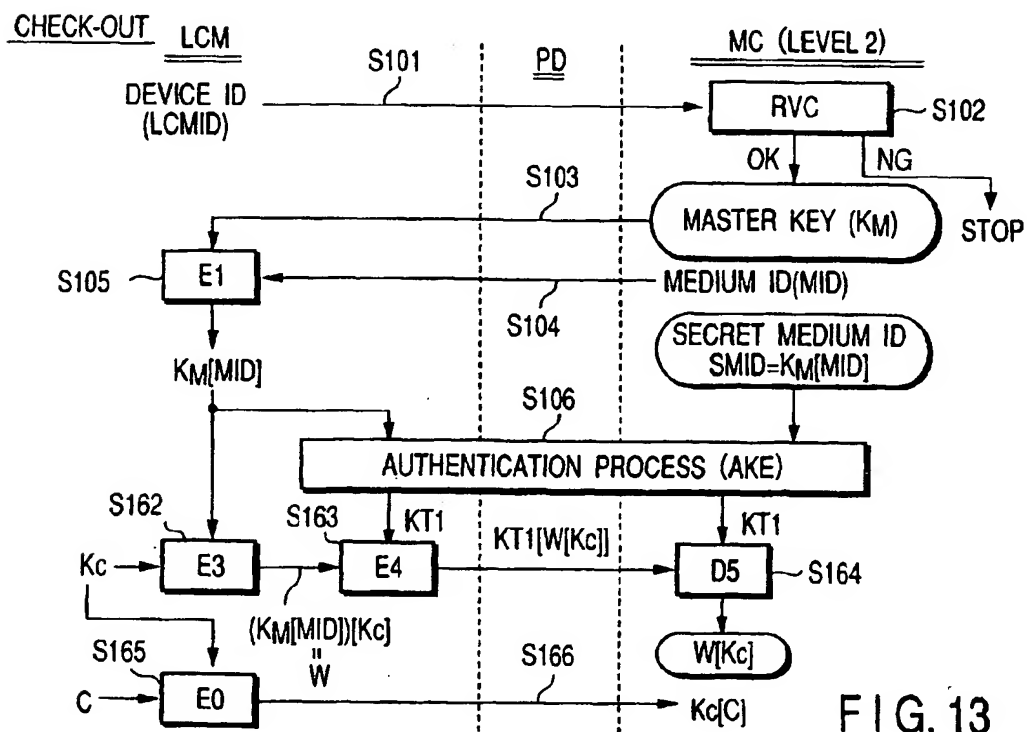 CHECK-OUT
LCM
PD
MC (LEVEL 2)
DEVICE ID
(LCMID)
S101
RVC
S102
OK
NG
STOP
S103
MASTER KEY (KM)
S105
E1
MEDIUM ID(MID)
S104
KM[MID]
SECRET MEDIUM ID
SMID=KM[MID]
S106
AUTHENTICATION PROCESS (AKE)
S162
S163
KT1
KT1[W[Kc]]
KT1
Kc
E3
E4
D5
S164
(KM[MID])[Kc]
"
W
W[Kc]
S165
S166
C
E0
Kc[C]
FIG. 13